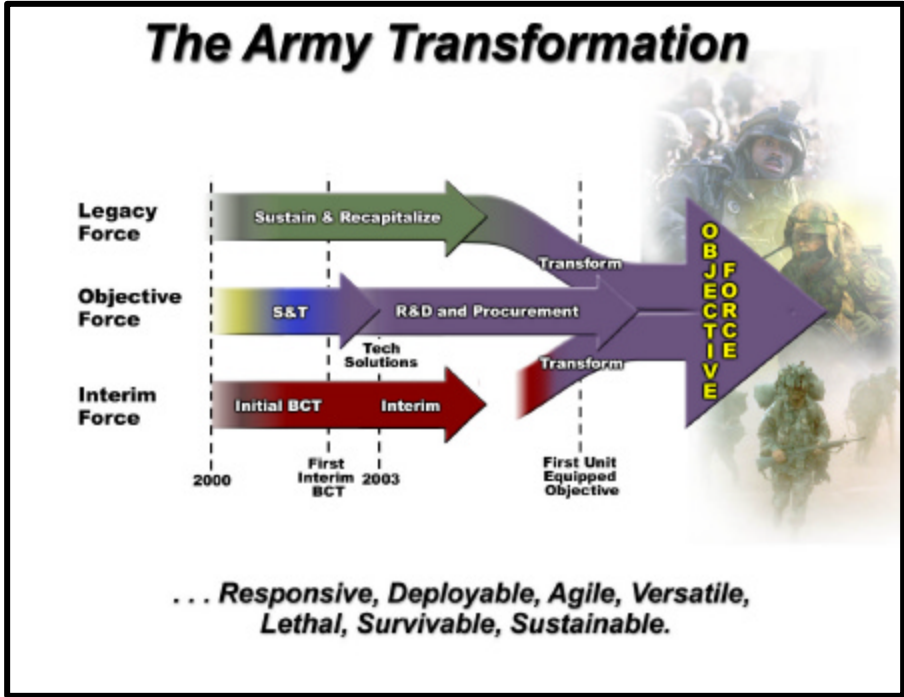 The Army Transformation
Legacy
Force
Sustain & Recapitalize
Transform
Objective
Force
S&T
R&D and Procurement
Tech
Solutions
Transform
Interim
Force
Initial BCT
Interim
OBJECTIVE
FORCE
2000
First
Interim
BCT
2003
First Unit
Equipped
Objective
. . . Responsive, Deployable, Agile, Versatile,
Lethal, Survivable, Sustainable.